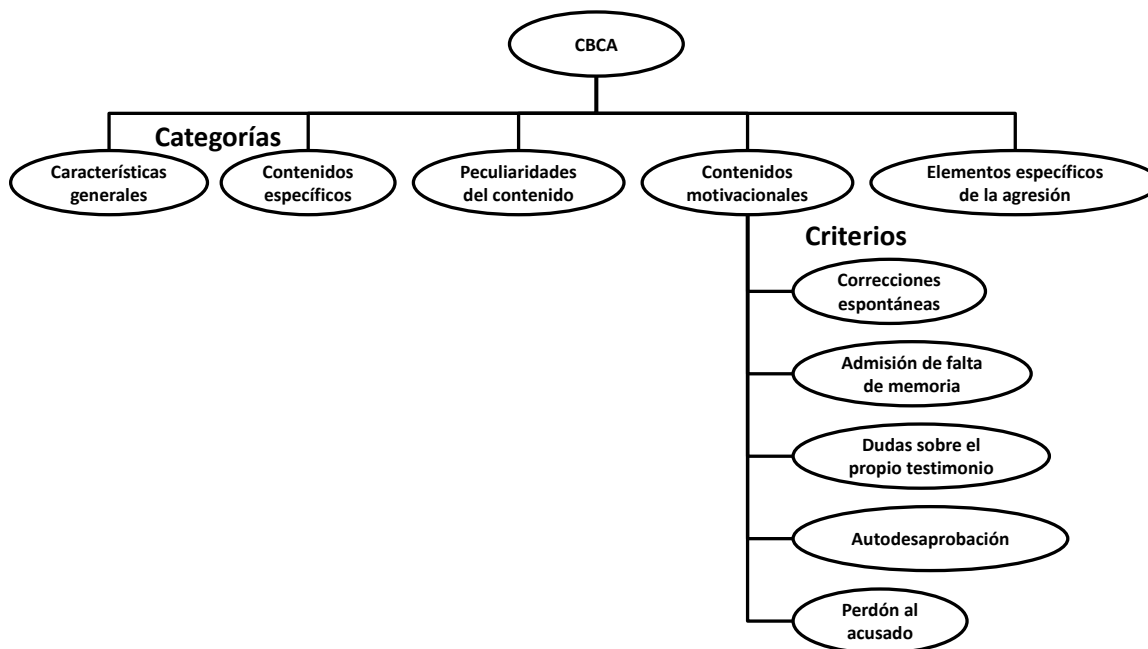 CBCA
Categorías
Características
generales
Contenidos
específicos
Peculiaridades
del contenido
Contenidos
motivacionales
Elementos específicos
de la agresión
Criterios
Correcciones
espontáneas
Admisión de falta
de memoria
Dudas sobre el
propio testimonio
Autodesaprobación
Perdón al
acusado